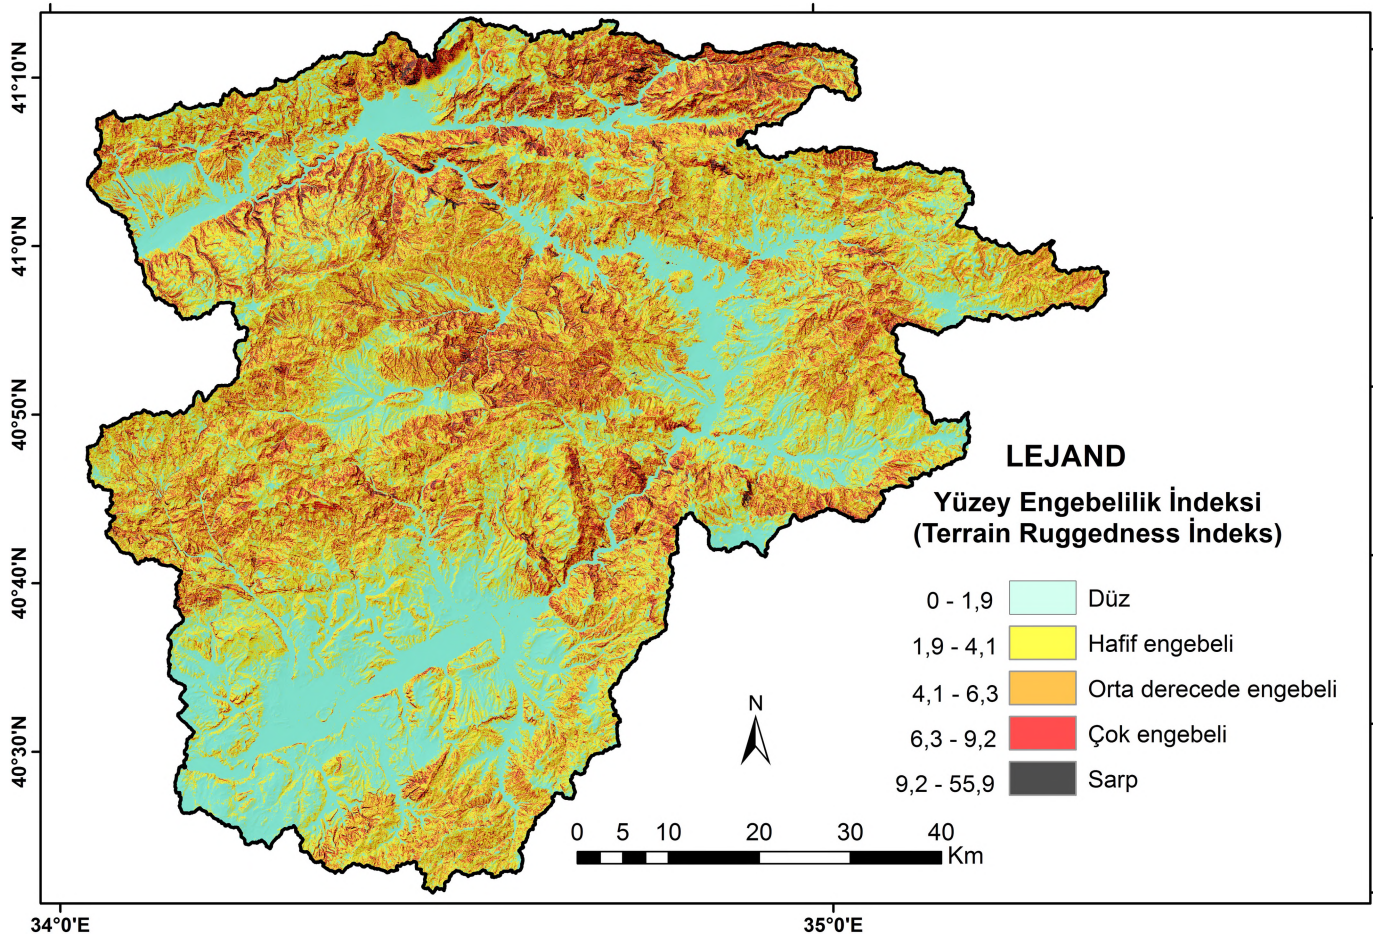 41°10'N
41°0'N
40°50'N
40°40'N
40°30'N
LEJAND
Yüzey Engebelilik İndeksi
(Terrain Ruggedness İndeks)
0 - 1,9 Düz
1,9 - 4,1 Hafif engebeli
4,1 - 6,3 Orta derecede engebeli
6,3 - 9,2 Çok engebeli
9,2 - 55,9 Sarp
N
0 5 10 20 30 40
Km
34°0'E 35°0'E